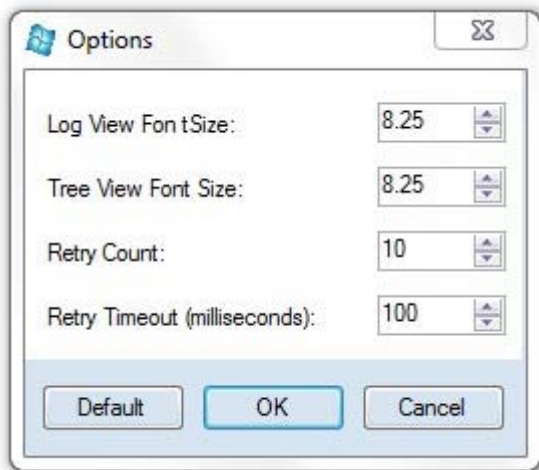 Options
Log View Fon tSize: 8.25
Tree View Font Size: 8.25
Retry Count: 10
Retry Timeout (milliseconds): 100
Default OK Cancel